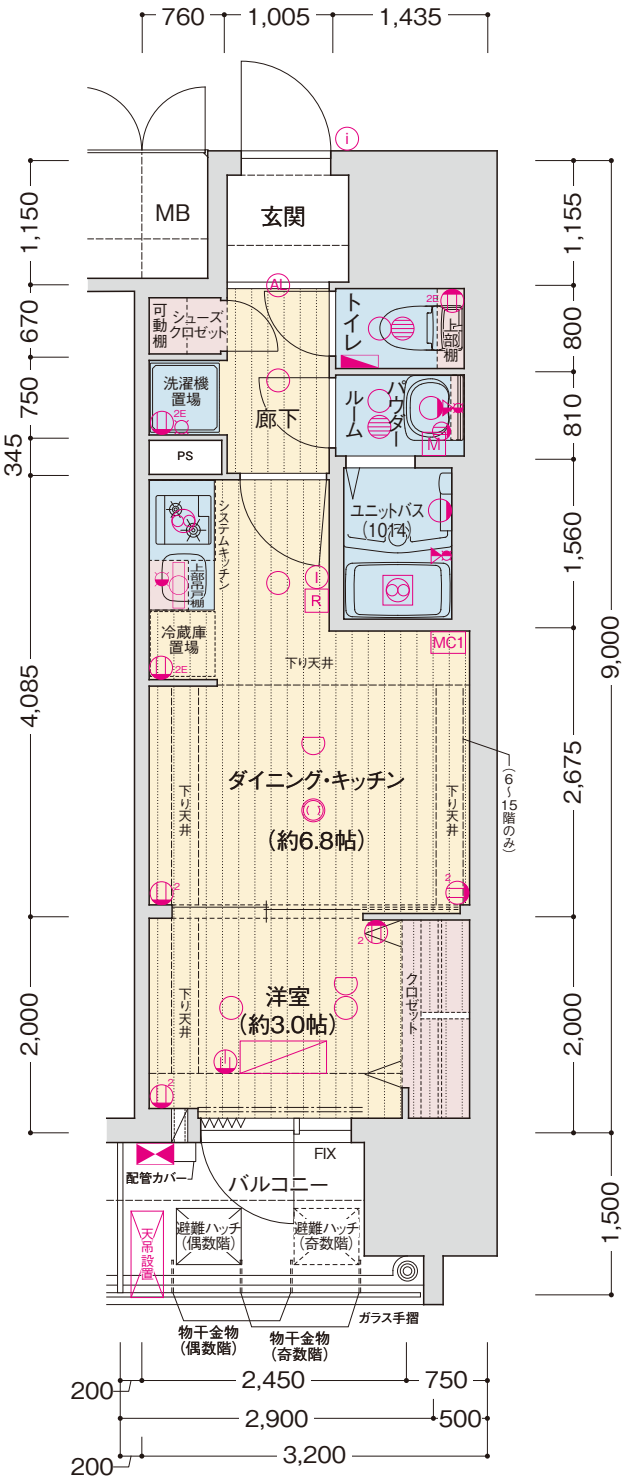 760
1,005
1,435
i
1,150
670
750
345
4,085
2,000
1,155
800
810
1,560
2,675
2,000
9,000
1,500
MB
玄関
AL
可動棚
シューズ
クロゼット
トイレ
2E
上部棚
洗濯機
置場
2E
廊下
パウダー
ルーム
M
PS
システムキッチン
上部吊戸棚
ユニットバス
(1014)
I
R
冷蔵庫
置場
2E
下り天井
MC1
ダイニング・キッチン
(約6.8帖)
下り天井
下り天井
(6~15階のみ)
2
2
2
洋室
(約3.0帖)
下り天井
クロゼット
2
FIX
配管カバー
バルコニー
避難ハッチ
(偶数階)
避難ハッチ
(奇数階)
天吊設置
ガラス手摺
物干金物
(偶数階)
物干金物
(奇数階)
200
2,450
750
2,900
500
200
3,200